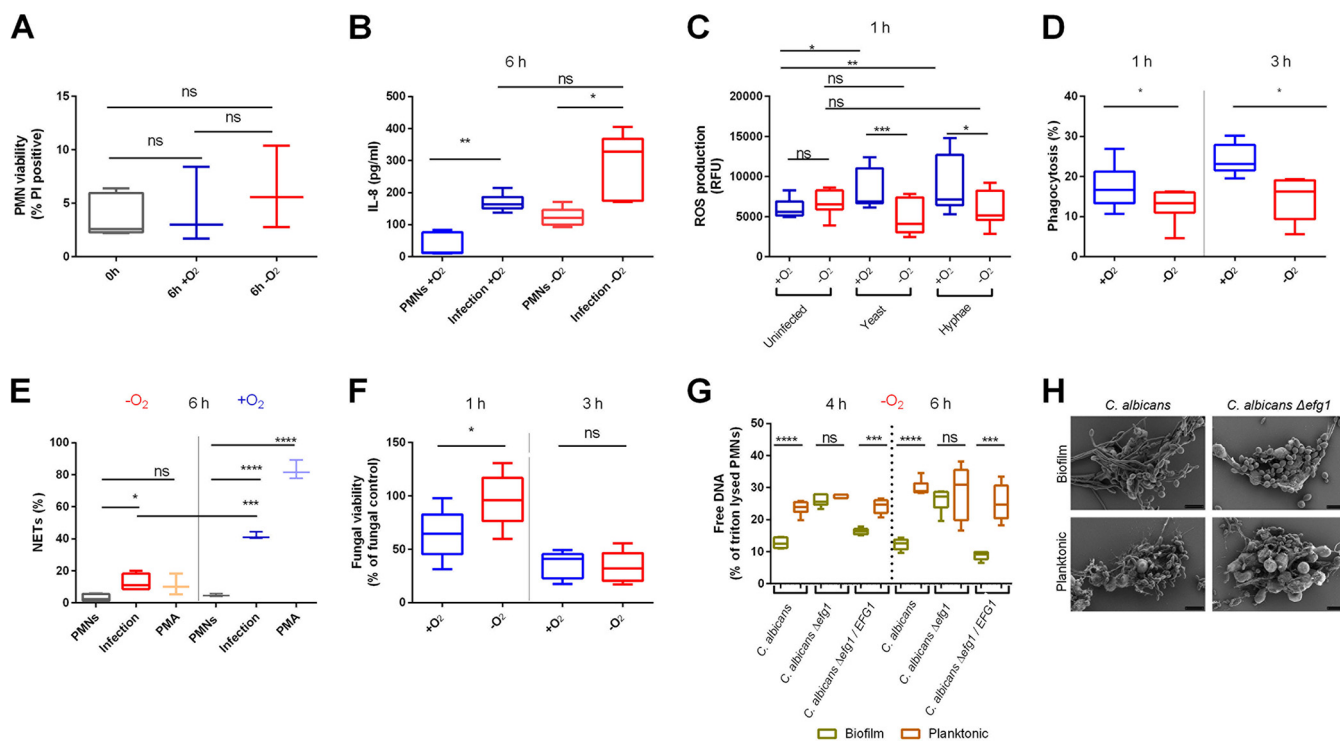 A
15
10
5
0
PMN viability
(% PI positive)
ns
ns
ns
0h
6h +O2
6h -O2
B
6 h
500
400
300
200
100
0
IL-8 (pg/ml)
ns
*
**
PMNs +O2
Infection +O2
PMNs -O2
Infection -O2
C
1 h
20000
15000
10000
5000
0
ROS production
(RFU)
*
**
ns
ns
***
*
ns
+O2
-O2
+O2
-O2
+O2
-O2
Uninfected
Yeast
Hyphae
D
1 h
3 h
40
30
20
10
0
Phagocytosis (%)
*
*
+O2
-O2
+O2
-O2
E
-O2
6 h
+O2
100
80
60
40
20
0
NETs (%)
****
ns
****
*
***
PMNs
Infection
PMA
PMNs
Infection
PMA
F
1 h
3 h
150
100
50
0
Fungal viability
(% of fungal control)
*
ns
+O2
-O2
+O2
-O2
G
4 h
-O2
6 h
50
40
30
20
10
0
Free DNA
(% of triton lysed PMNs)
****
ns
***
****
ns
***
C. albicans
C. albicans Δefg1
C. albicans Δefg1 / EFG1
C. albicans
C. albicans Δefg1
C. albicans Δefg1 / EFG1
Biofilm
Planktonic
H
C. albicans
C. albicans Δefg1
Biofilm
Planktonic